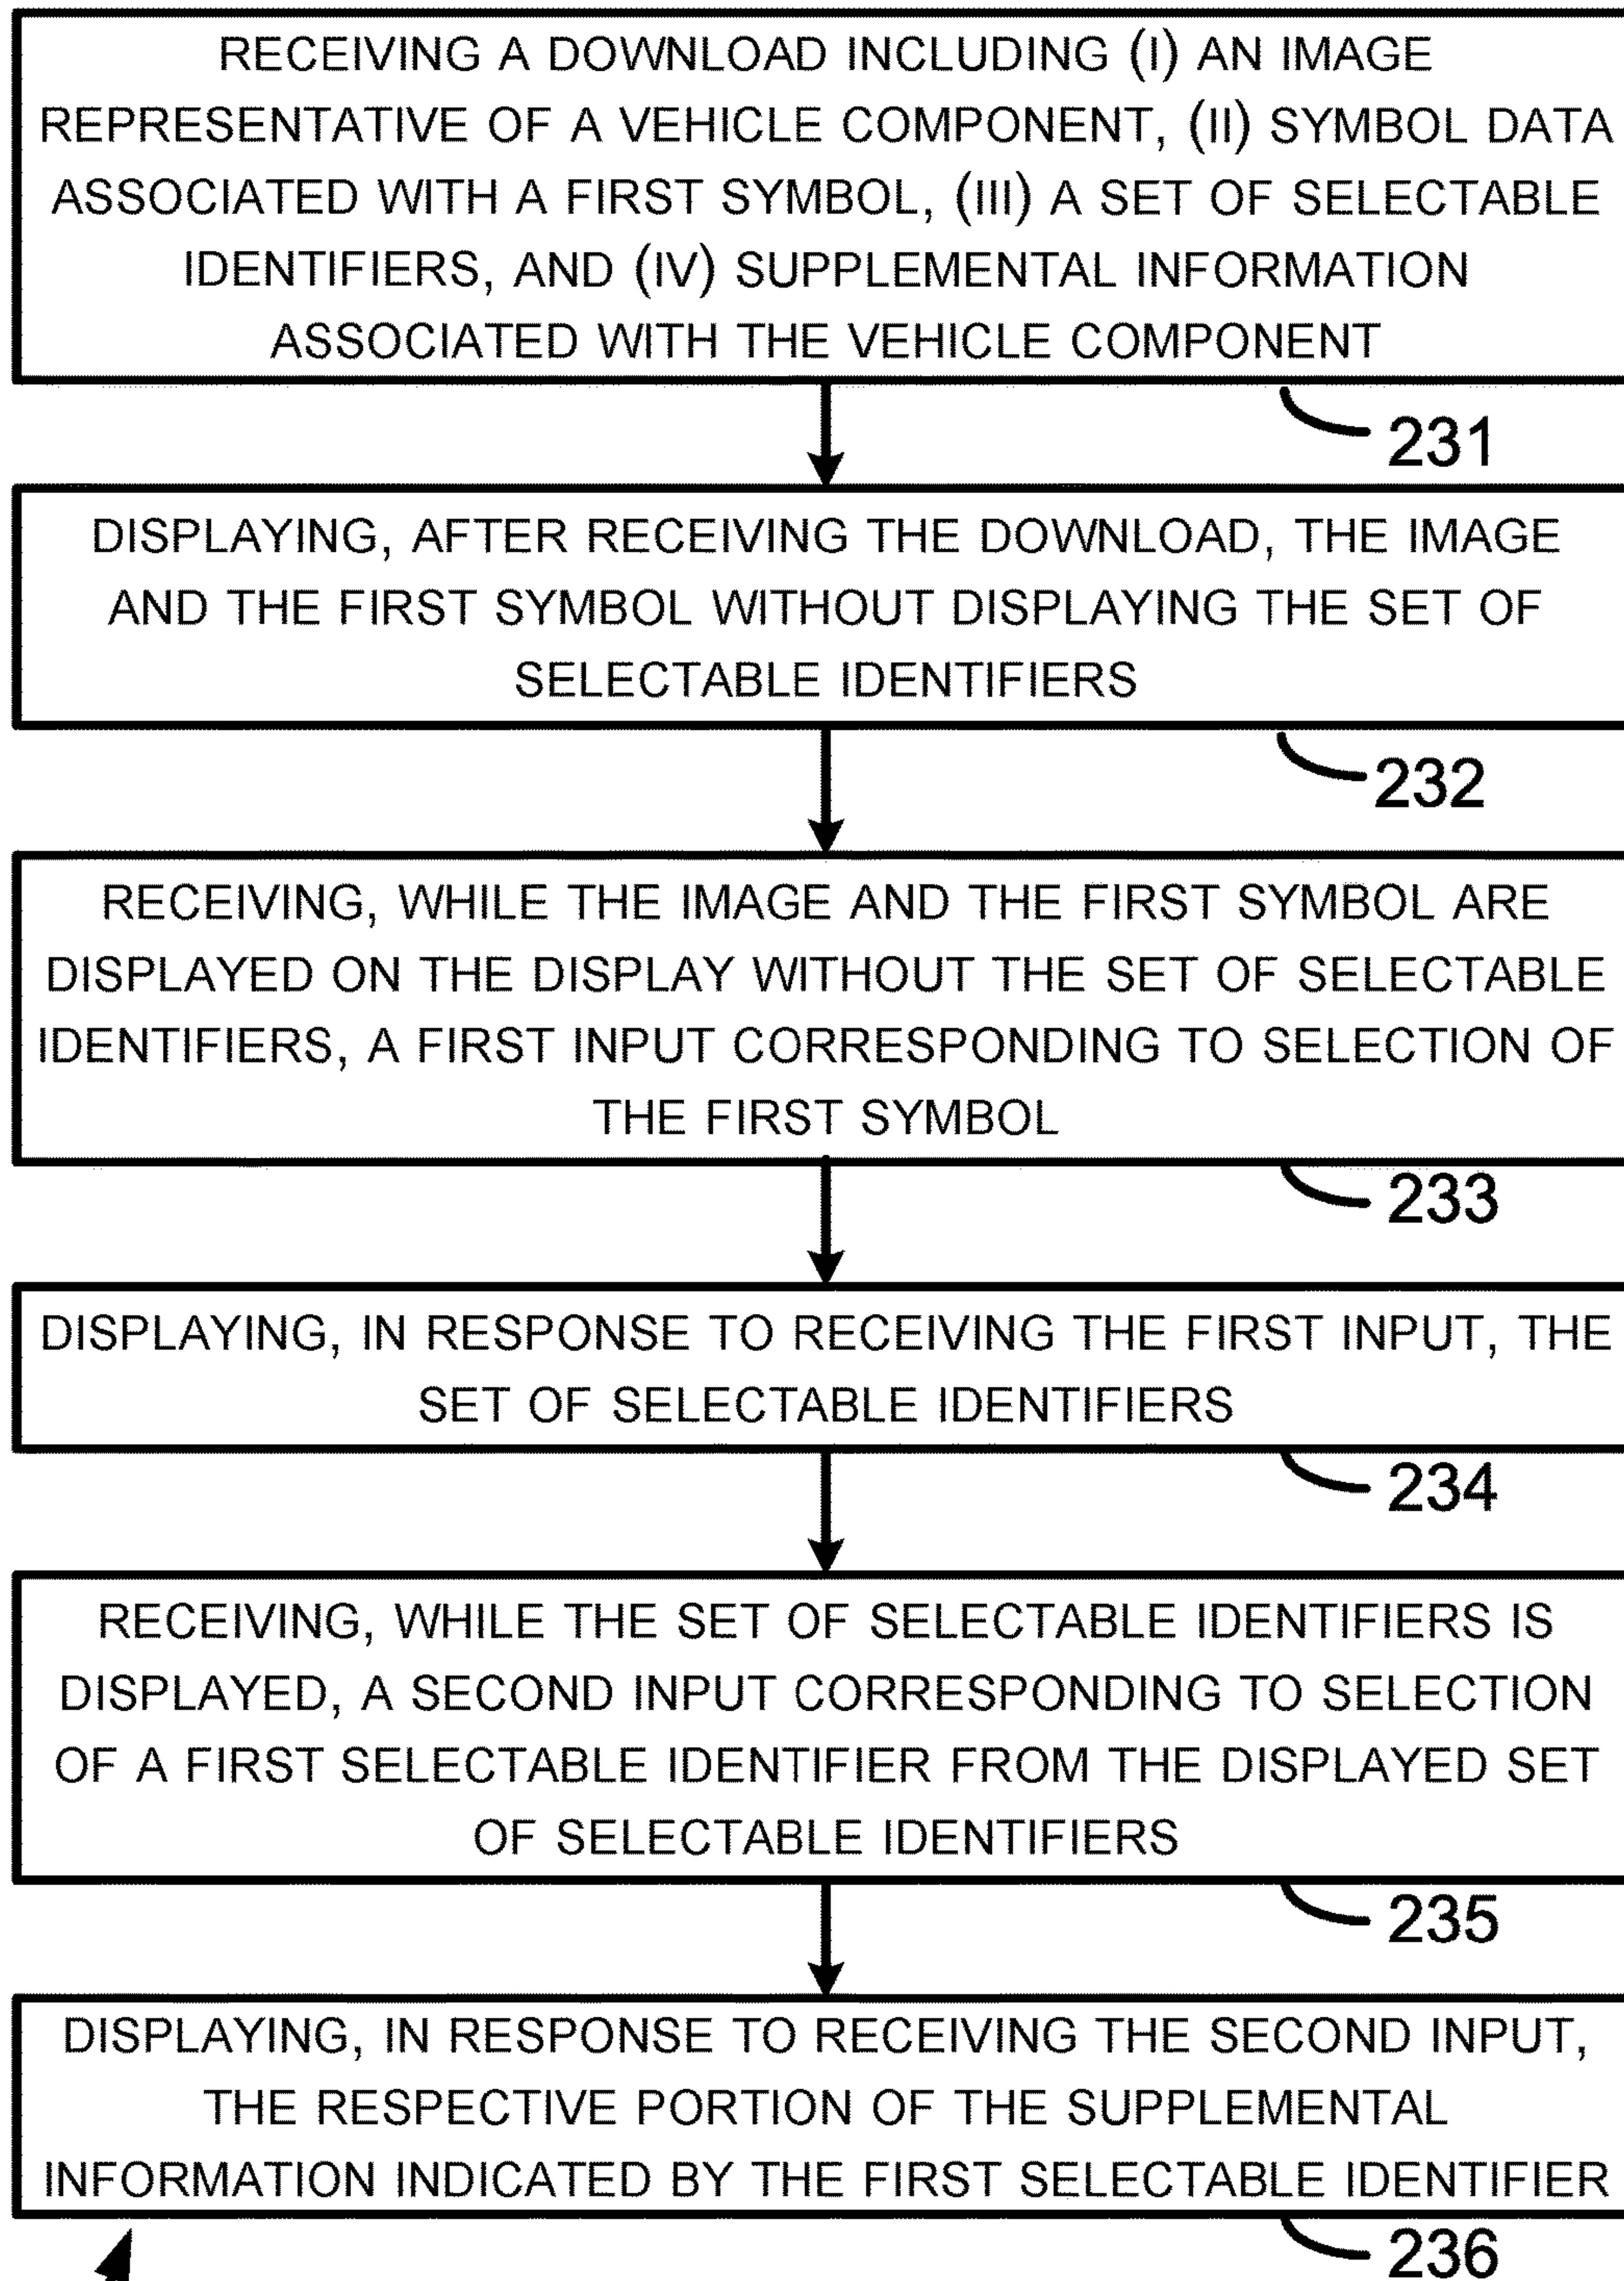 RECEIVING A DOWNLOAD INCLUDING (I) AN IMAGE
REPRESENTATIVE OF A VEHICLE COMPONENT, (II) SYMBOL DATA
ASSOCIATED WITH A FIRST SYMBOL, (III) A SET OF SELECTABLE
IDENTIFIERS, AND (IV) SUPPLEMENTAL INFORMATION
ASSOCIATED WITH THE VEHICLE COMPONENT
231
DISPLAYING, AFTER RECEIVING THE DOWNLOAD, THE IMAGE
AND THE FIRST SYMBOL WITHOUT DISPLAYING THE SET OF
SELECTABLE IDENTIFIERS
232
RECEIVING, WHILE THE IMAGE AND THE FIRST SYMBOL ARE
DISPLAYED ON THE DISPLAY WITHOUT THE SET OF SELECTABLE
IDENTIFIERS, A FIRST INPUT CORRESPONDING TO SELECTION OF
THE FIRST SYMBOL
233
DISPLAYING, IN RESPONSE TO RECEIVING THE FIRST INPUT, THE
SET OF SELECTABLE IDENTIFIERS
234
RECEIVING, WHILE THE SET OF SELECTABLE IDENTIFIERS IS
DISPLAYED, A SECOND INPUT CORRESPONDING TO SELECTION
OF A FIRST SELECTABLE IDENTIFIER FROM THE DISPLAYED SET
OF SELECTABLE IDENTIFIERS
235
DISPLAYING, IN RESPONSE TO RECEIVING THE SECOND INPUT,
THE RESPECTIVE PORTION OF THE SUPPLEMENTAL
INFORMATION INDICATED BY THE FIRST SELECTABLE IDENTIFIER
236